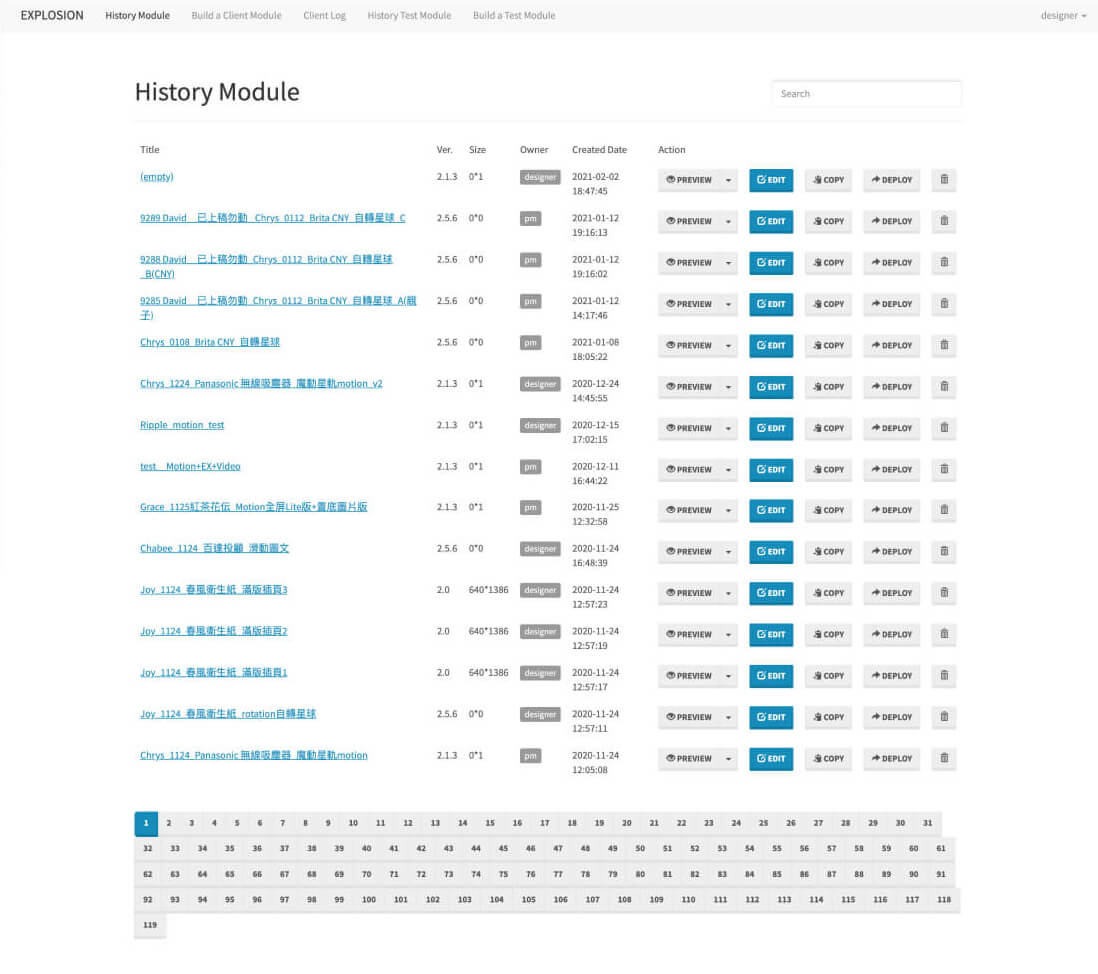 EXPLOSION History Module Build a Client Module Client Log History Test Module Build a Test Module designer
History Module Search
Title Ver. Size Owner Created Date Action
(empty) 2.1.3 0*1 designer 2021-02-02 PREVIEW EDIT COPY DEPLOY
18:47:45
9289 David__已上稿勿動_Chrys_0112_Brita CNY_自轉星球_C 2.5.6 0*0 pm 2021-01-12 PREVIEW EDIT COPY DEPLOY
19:16:13
9288 David__已上稿勿動_Chrys_0112_Brita CNY_自轉星球 2.5.6 0*0 pm 2021-01-12 PREVIEW EDIT COPY DEPLOY
_B(CNY) 19:16:02
9285 David__已上稿勿動_Chrys_0112_Brita CNY_自轉星球_A(親 2.5.6 0*0 pm 2021-01-12 PREVIEW EDIT COPY DEPLOY
子) 14:17:46
Chrys_0108_Brita CNY_自轉星球 2.5.6 0*0 pm 2021-01-08 PREVIEW EDIT COPY DEPLOY
18:05:22
Chrys_1224_Panasonic 無線吸塵器_魔動星軌motion_v2 2.1.3 0*1 designer 2020-12-24 PREVIEW EDIT COPY DEPLOY
14:45:55
Ripple_motion_test 2.1.3 0*1 designer 2020-12-15 PREVIEW EDIT COPY DEPLOY
17:02:15
test__Motion+EX+Video 2.1.3 0*1 pm 2020-12-11 PREVIEW EDIT COPY DEPLOY
16:44:22
Grace_1125紅茶花伝_Motion全屏Lite版+置底圖片版 2.1.3 0*1 pm 2020-11-25 PREVIEW EDIT COPY DEPLOY
12:32:58
Chabee_1124_百達投顧_滑動圖文 2.5.6 0*0 designer 2020-11-24 PREVIEW EDIT COPY DEPLOY
16:48:39
Joy_1124_春風衛生紙_滿版插頁3 2.0 640*1386 designer 2020-11-24 PREVIEW EDIT COPY DEPLOY
12:57:23
Joy_1124_春風衛生紙_滿版插頁2 2.0 640*1386 designer 2020-11-24 PREVIEW EDIT COPY DEPLOY
12:57:19
Joy_1124_春風衛生紙_滿版插頁1 2.0 640*1386 designer 2020-11-24 PREVIEW EDIT COPY DEPLOY
12:57:17
Joy_1124_春風衛生紙_rotation自轉星球 2.5.6 0*0 designer 2020-11-24 PREVIEW EDIT COPY DEPLOY
12:57:11
Chrys_1124_Panasonic 無線吸塵器_魔動星軌motion 2.1.3 0*1 pm 2020-11-24 PREVIEW EDIT COPY DEPLOY
12:05:08
1 2 3 4 5 6 7 8 9 10 11 12 13 14 15 16 17 18 19 20 21 22 23 24 25 26 27 28 29 30 31
32 33 34 35 36 37 38 39 40 41 42 43 44 45 46 47 48 49 50 51 52 53 54 55 56 57 58 59 60 61
62 63 64 65 66 67 68 69 70 71 72 73 74 75 76 77 78 79 80 81 82 83 84 85 86 87 88 89 90 91
92 93 94 95 96 97 98 99 100 101 102 103 104 105 106 107 108 109 110 111 112 113 114 115 116 117 118
119